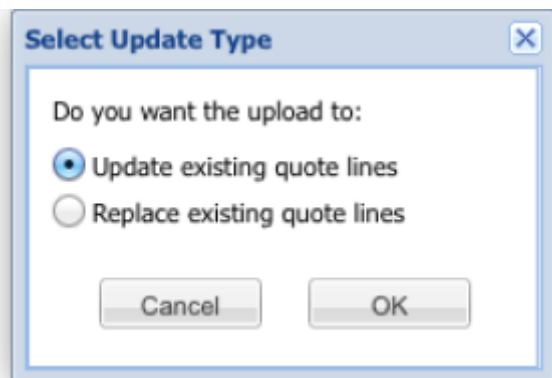 Select Update Type
Do you want the upload to:
Update existing quote lines
Replace existing quote lines
Cancel OK